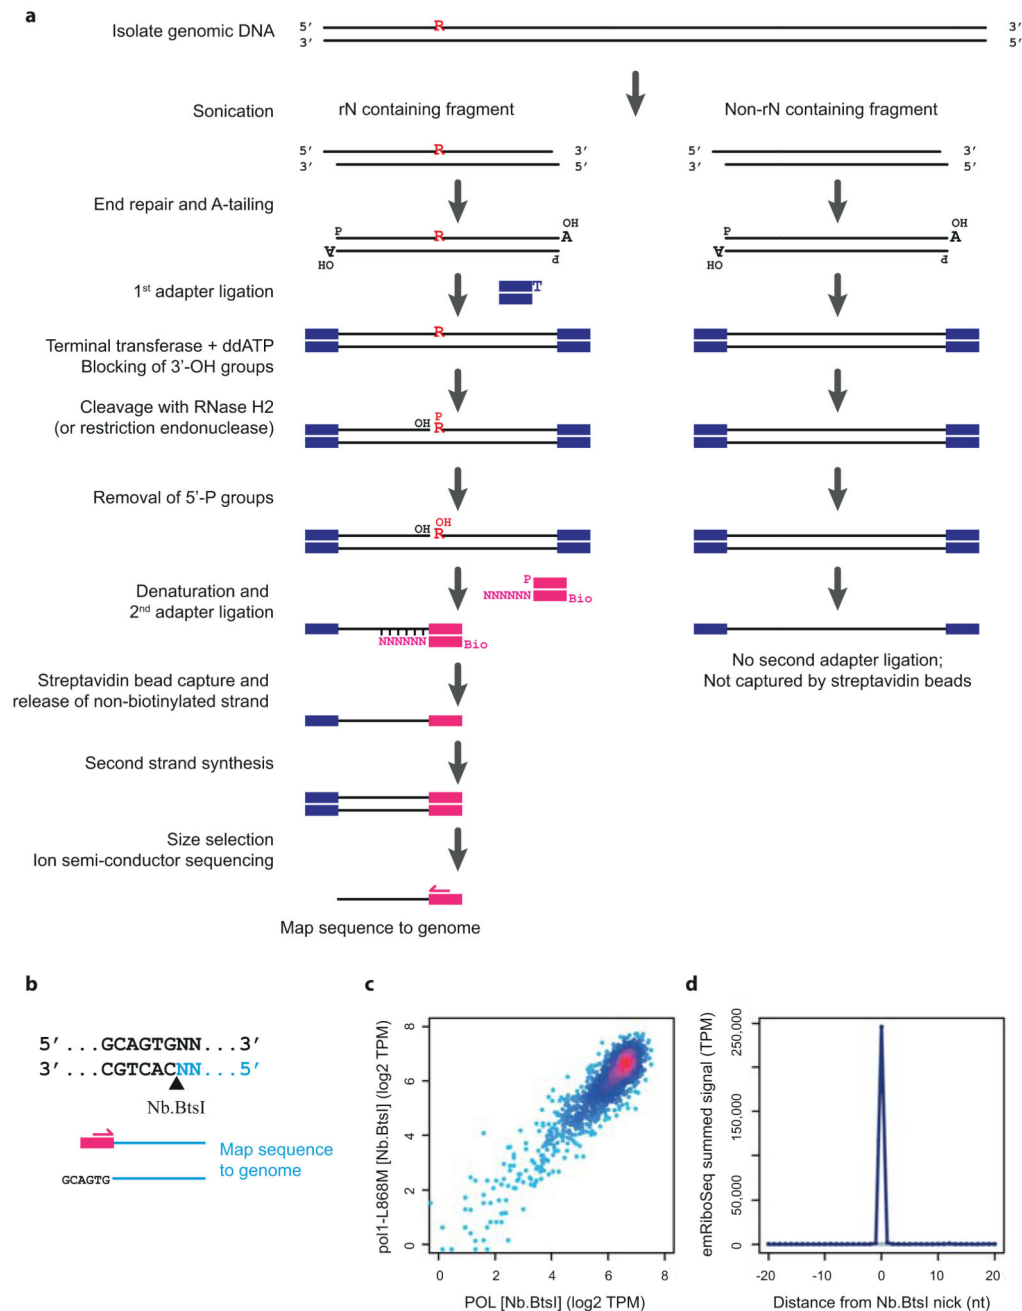 a
Isolate genomic DNA
5′ R 3′
3′ 5′
Sonication
rN containing fragment
Non-rN containing fragment
5′ R 3′
3′ 5′
5′ 3′
3′ 5′
End repair and A-tailing
P R OH
A
A
OH P
P OH
A
A
OH P
1st adapter ligation
T
R
Terminal transferase + ddATP
Blocking of 3′-OH groups
Cleavage with RNase H2
(or restriction endonuclease)
P
OH R
Removal of 5′-P groups
OH
OH R
Denaturation and
2nd adapter ligation
P
NNNNNN Bio
NNNNNN Bio
No second adapter ligation;
Not captured by streptavidin beads
Streptavidin bead capture and
release of non-biotinylated strand
Second strand synthesis
Size selection
Ion semi-conductor sequencing
Map sequence to genome
b
5′ ...GCAGTGNN...3′
3′ ...CGTCACNN...5′
Nb.BtsI
Map sequence
to genome
GCAGTG
c
pol1-L868M [Nb.BtsI] (log2 TPM)
8
6
4
2
0
0 2 4 6 8
POL [Nb.BtsI] (log2 TPM)
d
emRiboSeq summed signal (TPM)
250,000
150,000
50,000
0
-20 -10 0 10 20
Distance from Nb.BtsI nick (nt)